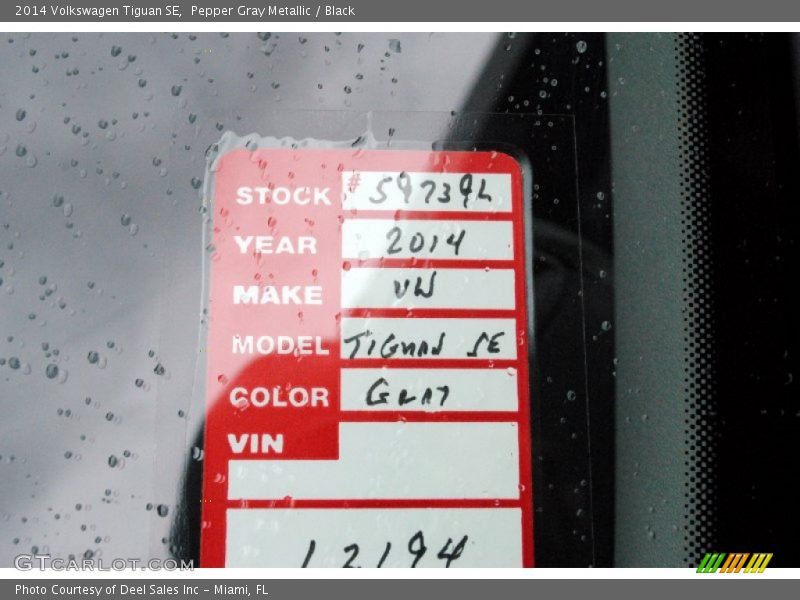 2014 Volkswagen Tiguan SE, Pepper Gray Metallic / Black
STOCK # 59739L
YEAR 2014
MAKE VW
MODEL TIGUAN SE
COLOR GRAY
VIN
12194
GTCARLOT.COM
Photo Courtesy of Deel Sales Inc - Miami, FL